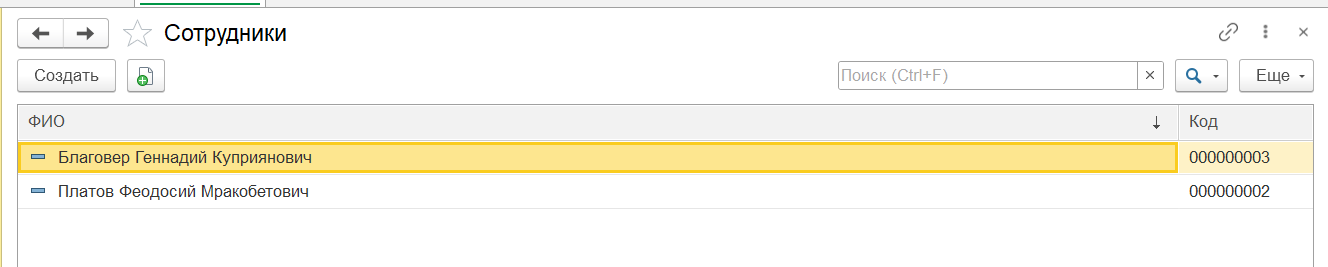 Сотрудники
Создать
Поиск (Ctrl+F)
Еще
ФИО Код
Благовер Геннадий Куприянович 000000003
Платов Феодосий Мракобетович 000000002